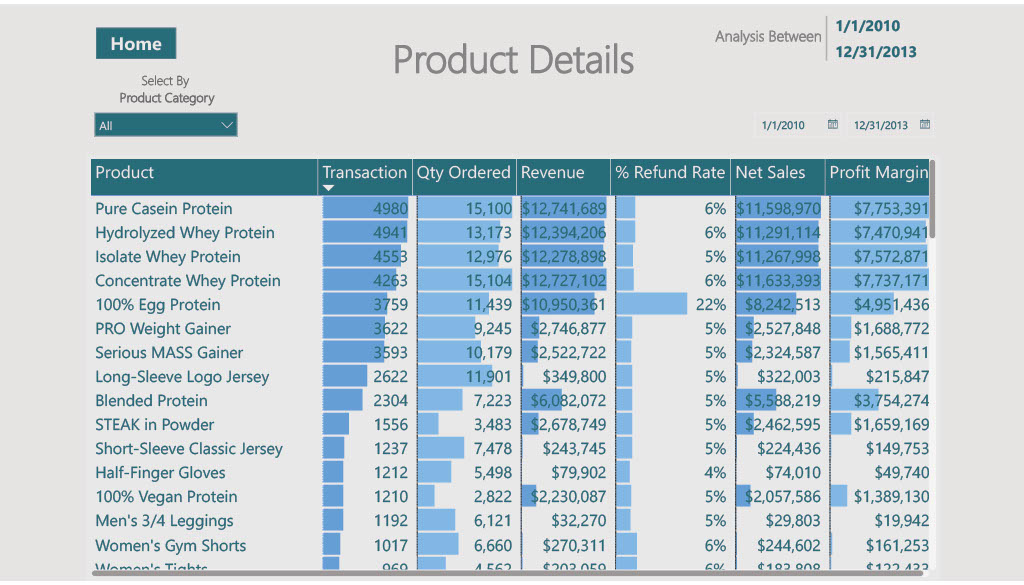 Home
Select By
Product Category
All
Product Details
Analysis Between
1/1/2010
12/31/2013
1/1/2010 12/31/2013
Product Transaction Qty Ordered Revenue % Refund Rate Net Sales Profit Margin
Pure Casein Protein 4980 15,100 $12,741,689 6% $11,598,970 $7,753,391
Hydrolyzed Whey Protein 4941 13,173 $12,394,206 6% $11,291,114 $7,470,941
Isolate Whey Protein 4553 12,976 $12,278,898 5% $11,267,998 $7,572,871
Concentrate Whey Protein 4263 15,104 $12,727,102 6% $11,633,393 $7,737,171
100% Egg Protein 3759 11,439 $10,950,361 22% $8,242,513 $4,951,436
PRO Weight Gainer 3622 9,245 $2,746,877 5% $2,527,848 $1,688,772
Serious MASS Gainer 3593 10,179 $2,522,722 5% $2,324,587 $1,565,411
Long-Sleeve Logo Jersey 2622 11,901 $349,800 5% $322,003 $215,847
Blended Protein 2304 7,223 $6,082,072 5% $5,588,219 $3,754,274
STEAK in Powder 1556 3,483 $2,678,749 5% $2,462,595 $1,659,169
Short-Sleeve Classic Jersey 1237 7,478 $243,745 5% $224,436 $149,753
Half-Finger Gloves 1212 5,498 $79,902 4% $74,010 $49,740
100% Vegan Protein 1210 2,822 $2,230,087 5% $2,057,586 $1,389,130
Men's 3/4 Leggings 1192 6,121 $32,270 5% $29,803 $19,942
Women's Gym Shorts 1017 6,660 $270,311 6% $244,602 $161,253
Women's Tights 969 4,562 6%